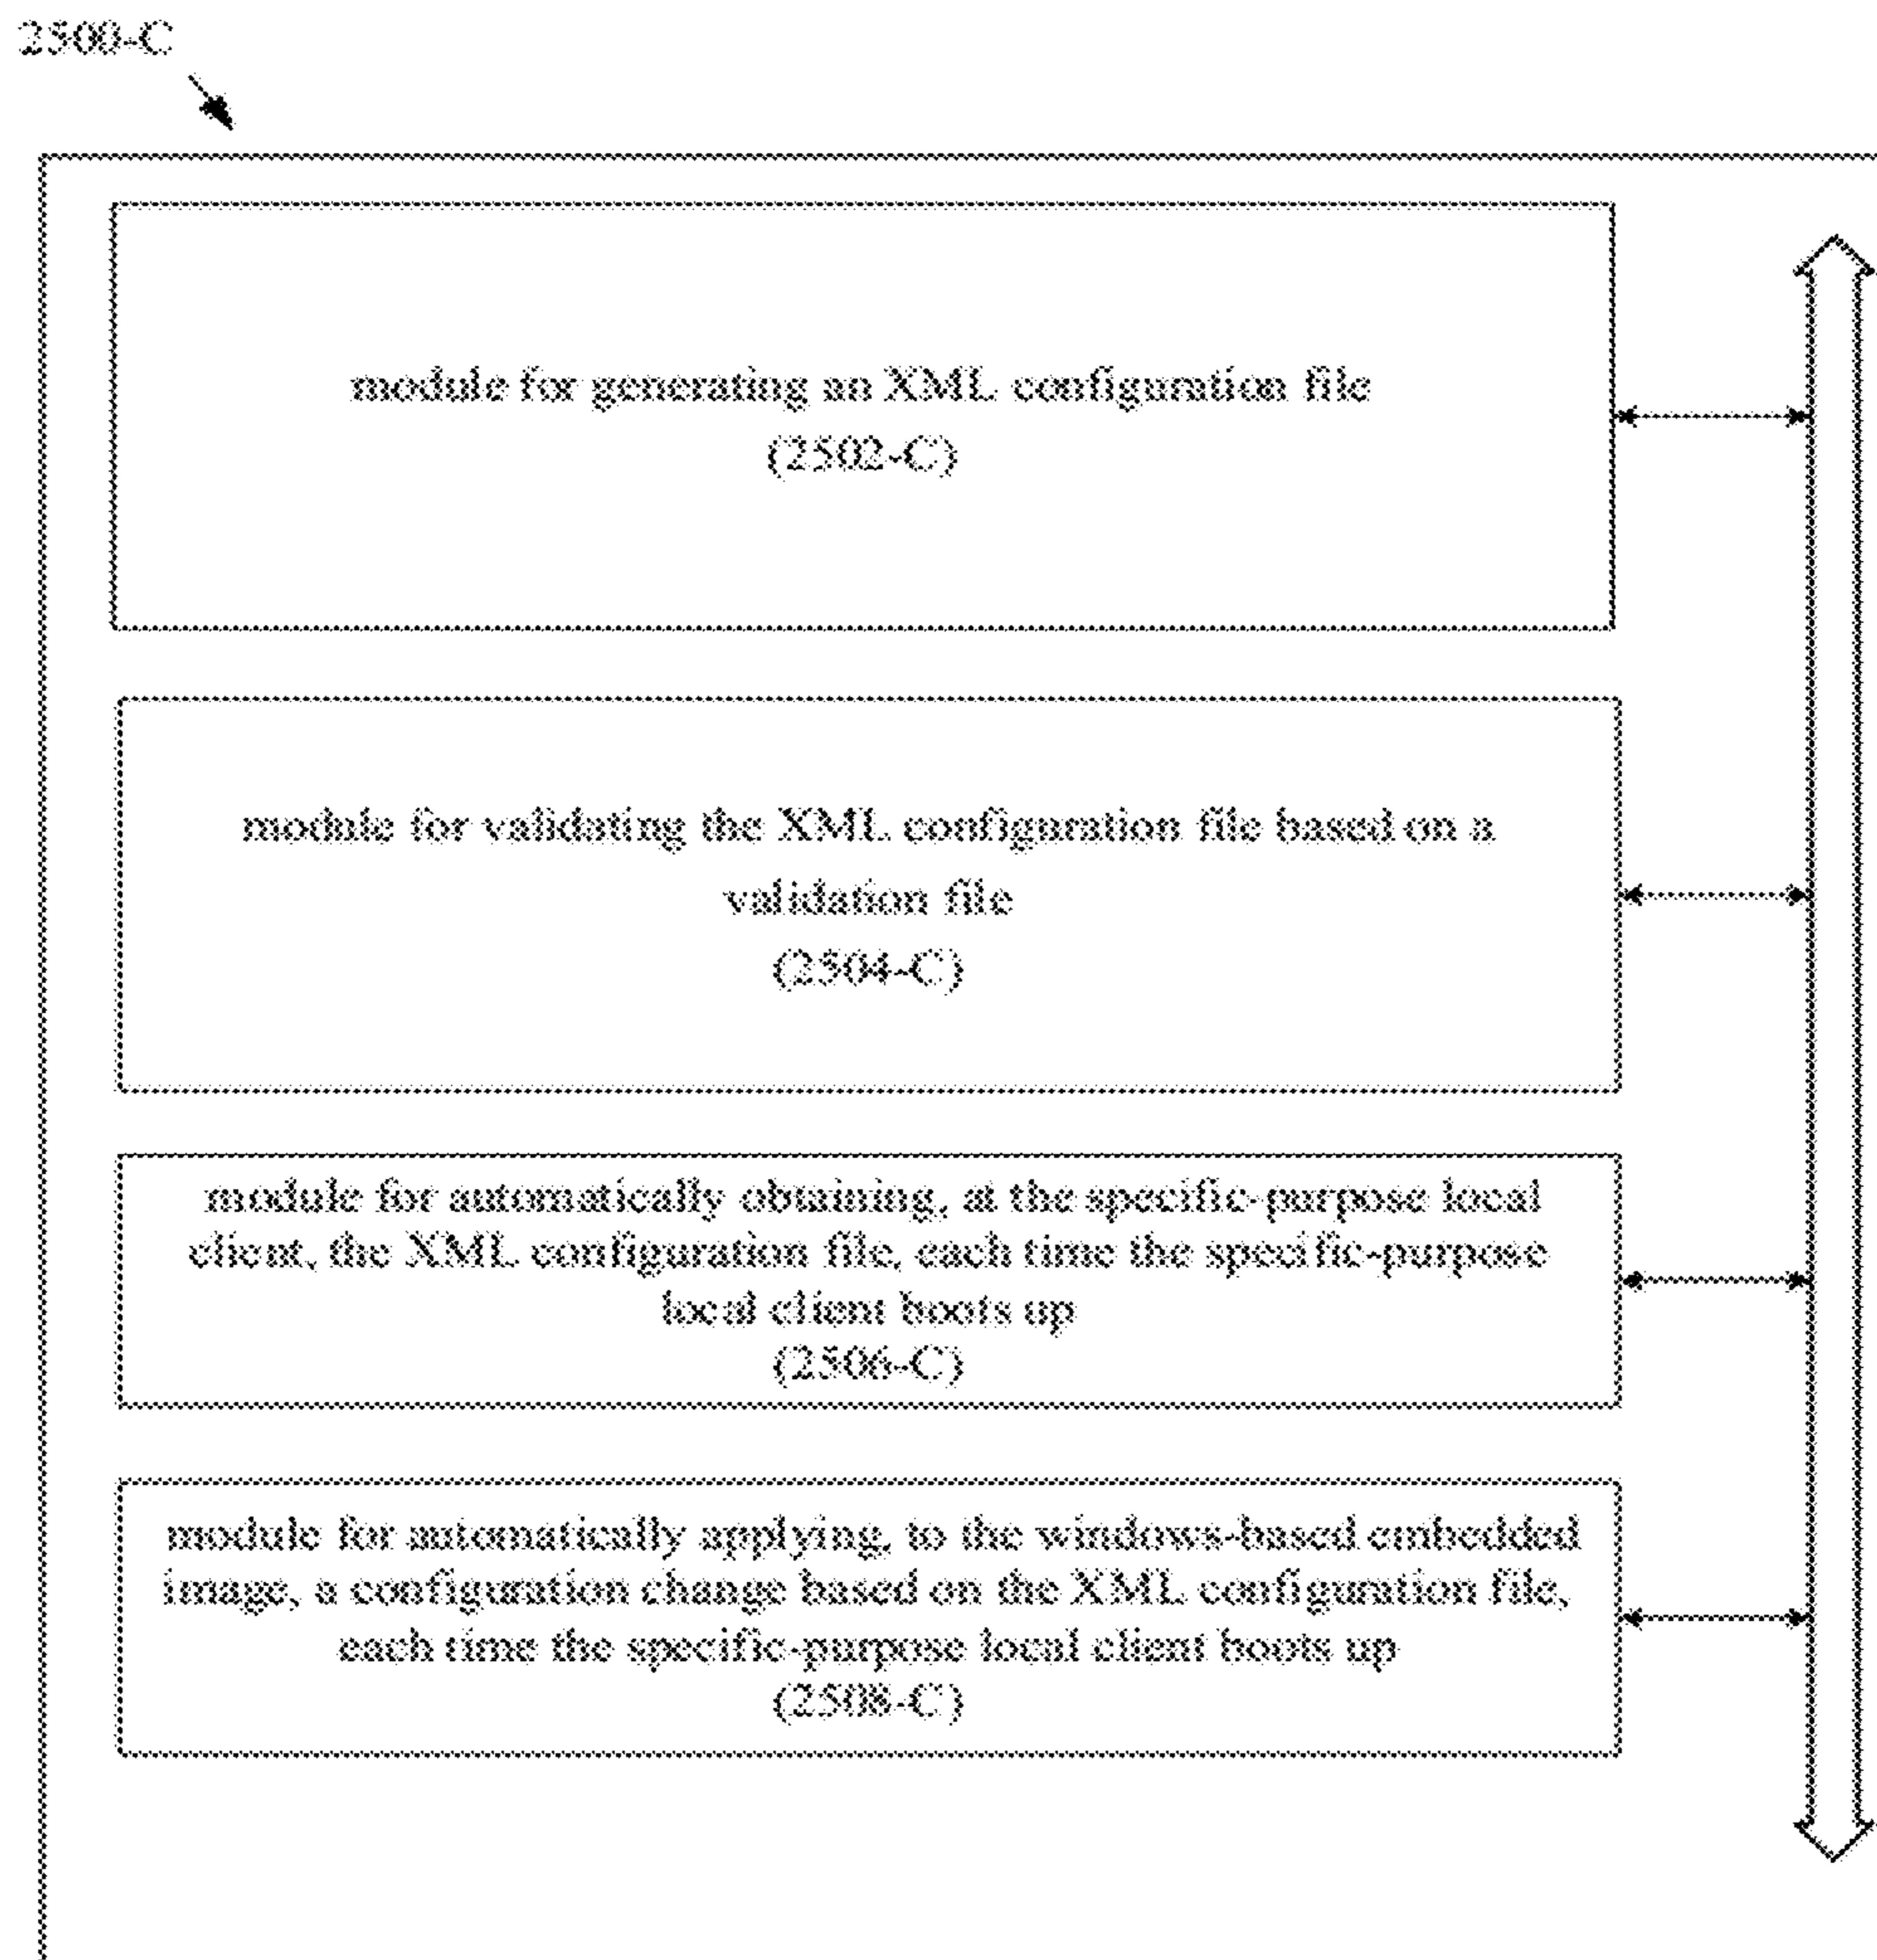 2500-C
module for generating an XML configuration file
(2502-C)
module for validating the XML configuration file based on a
validation file
(2504-C)
module for automatically obtaining, at the specific-purpose local
client, the XML configuration file, each time the specific-purpose
local client boots up
(2506-C)
module for automatically applying, to the windows-based embedded
image, a configuration change based on the XML configuration file,
each time the specific-purpose local client boots up
(2508-C)